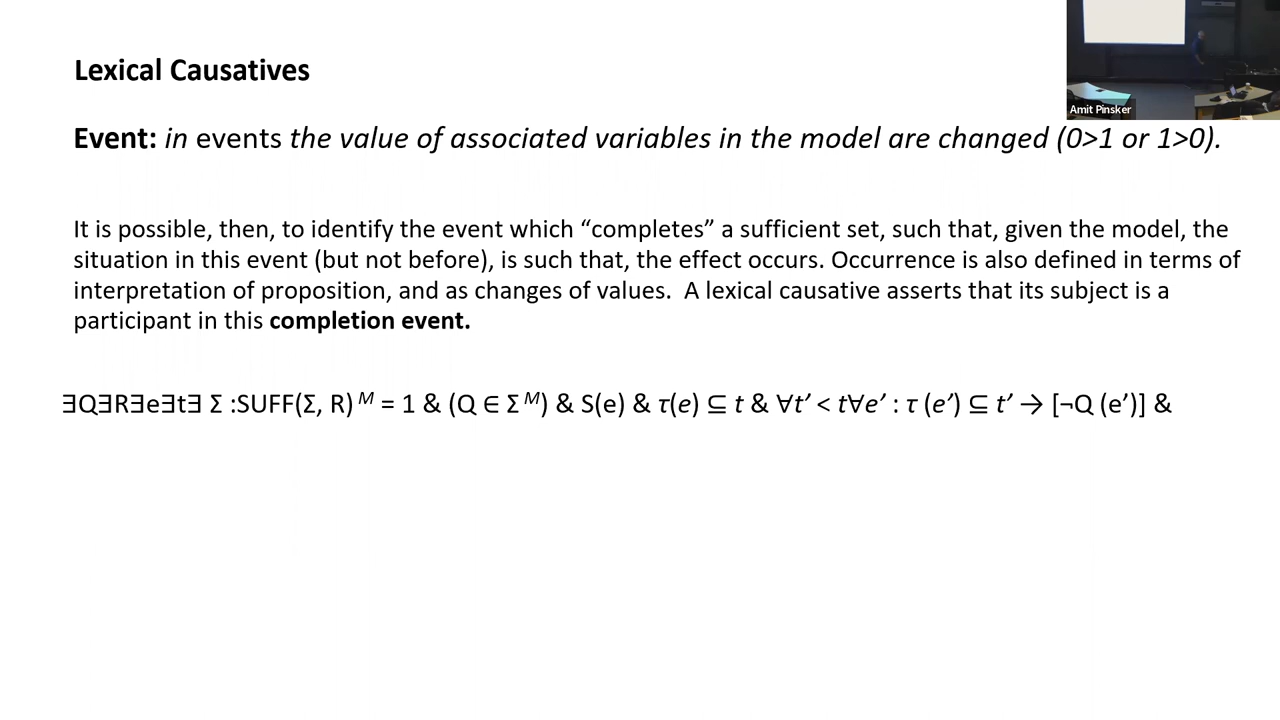 Lexical Causatives
Amit Pinsker
Event: in events the value of associated variables in the model are changed (0>1 or 1>0).
It is possible, then, to identify the event which “completes” a sufficient set, such that, given the model, the
situation in this event (but not before), is such that, the effect occurs. Occurrence is also defined in terms of
interpretation of proposition, and as changes of values.  A lexical causative asserts that its subject is a
participant in this completion event.
∃Q∃R∃e∃t∃ Σ :SUFF(Σ, R) ᴹ = 1 & (Q ∈ Σ ᴹ) & S(e) & τ(e) ⊆ t & ∀t′ < t∀e′ : τ (e′) ⊆ t′ → [¬Q (e’)] &